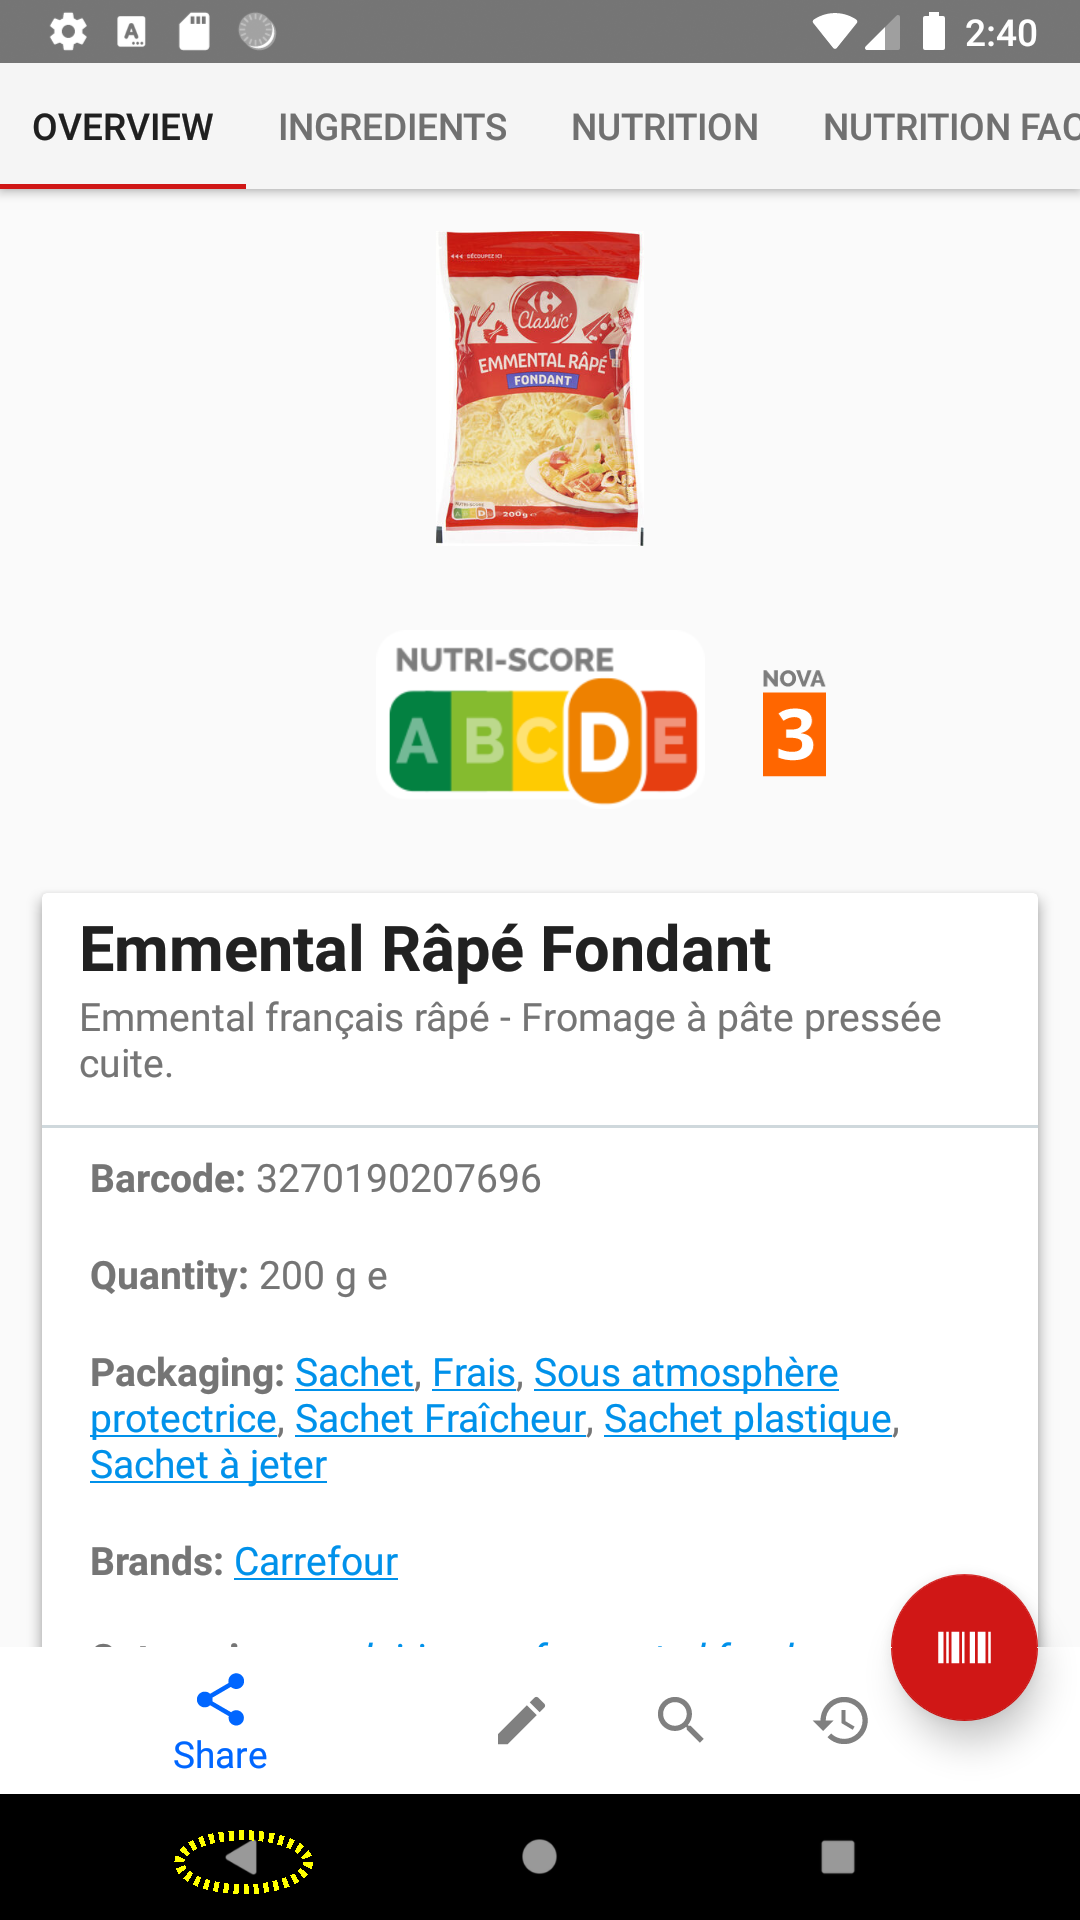 2:40
OVERVIEW INGREDIENTS NUTRITION NUTRITION FAC
DÉCOUPEZ ICI
Classic'
EMMENTAL RÂPÉ
FONDANT
200g e
NUTRI-SCORE
A B C D E
NOVA
3
Emmental Râpé Fondant
Emmental français râpé - Fromage à pâte pressée
cuite.
Barcode: 3270190207696
Quantity: 200 g e
Packaging: Sachet, Frais, Sous atmosphère
protectrice, Sachet Fraîcheur, Sachet plastique,
Sachet à jeter
Brands: Carrefour
Share